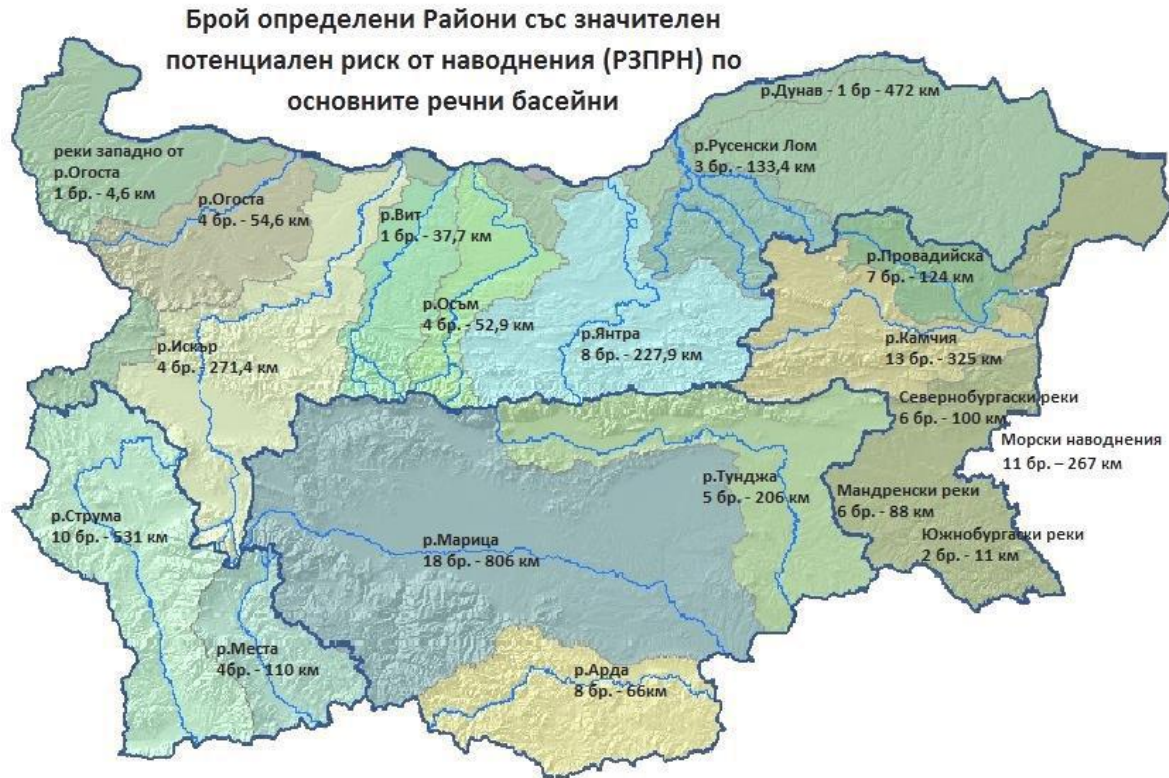 Брой определени Райони със значителен
потенциален риск от наводнения (РЗПРН) по
основните речни басейни
р.Дунав - 1 бр - 472 км
реки западно от
р.Огоста
1 бр. - 4,6 км
р.Огоста
4 бр. - 54,6 км
р.Вит
1 бр. - 37,7 км
р.Русенски Лом
3 бр. - 133,4 км
р.Провадийска
7 бр. - 124 км
р.Осъм
4 бр. - 52,9 км
р.Искър
4 бр. - 271,4 км
р.Янтра
8 бр. - 227,9 км
р.Камчия
13 бр. - 325 км
Севернобургаски реки
6 бр. - 100 км
Морски наводнения
11 бр. – 267 км
р.Тунджа
5 бр. - 206 км
Мандренски реки
6 бр. - 88 км
Южнобургаски реки
2 бр. - 11 км
р.Струма
10 бр. - 531 км
р.Марица
18 бр. - 806 км
р.Места
4бр. - 110 км
р.Арда
8 бр. - 66км